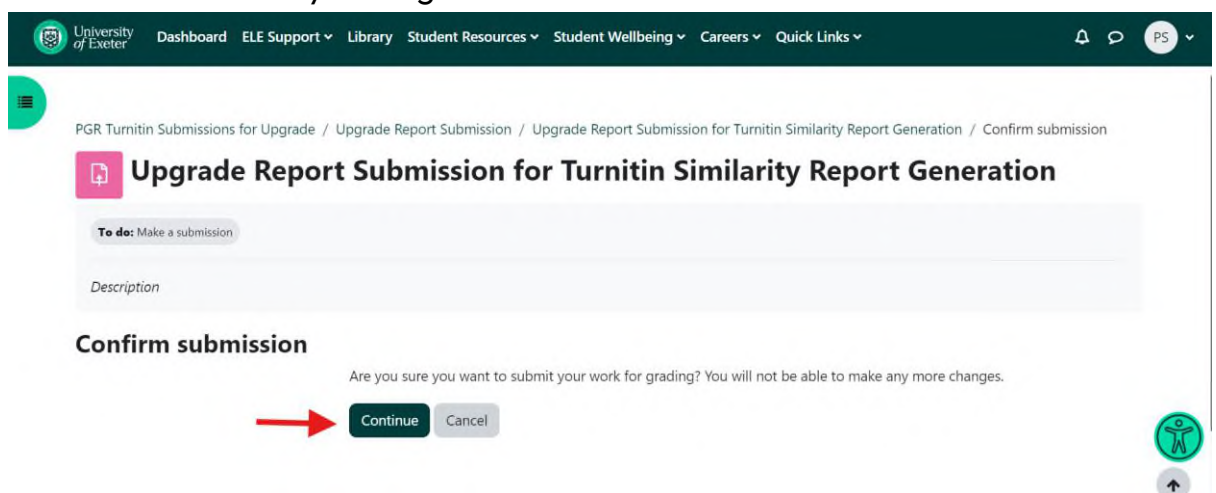 University of Exeter
Dashboard ELE Support Library Student Resources Student Wellbeing Careers Quick Links PS
PGR Turnitin Submissions for Upgrade / Upgrade Report Submission / Upgrade Report Submission for Turnitin Similarity Report Generation / Confirm submission
Upgrade Report Submission for Turnitin Similarity Report Generation
To do: Make a submission
Description
Confirm submission
Are you sure you want to submit your work for grading? You will not be able to make any more changes.
Continue Cancel